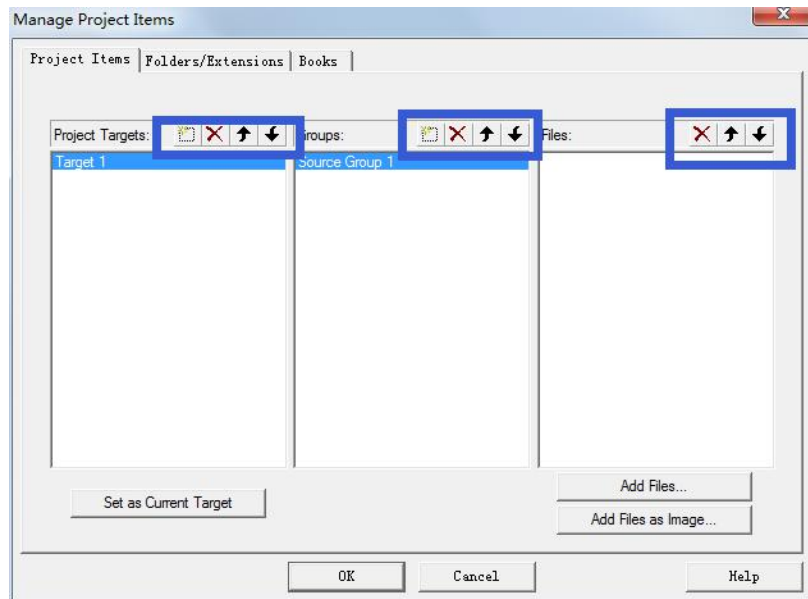 Manage Project Items
Project Items Folders/Extensions Books
Project Targets: Groups: Files:
Target 1 Source Group 1
Set as Current Target
Add Files...
Add Files as Image...
OK Cancel Help